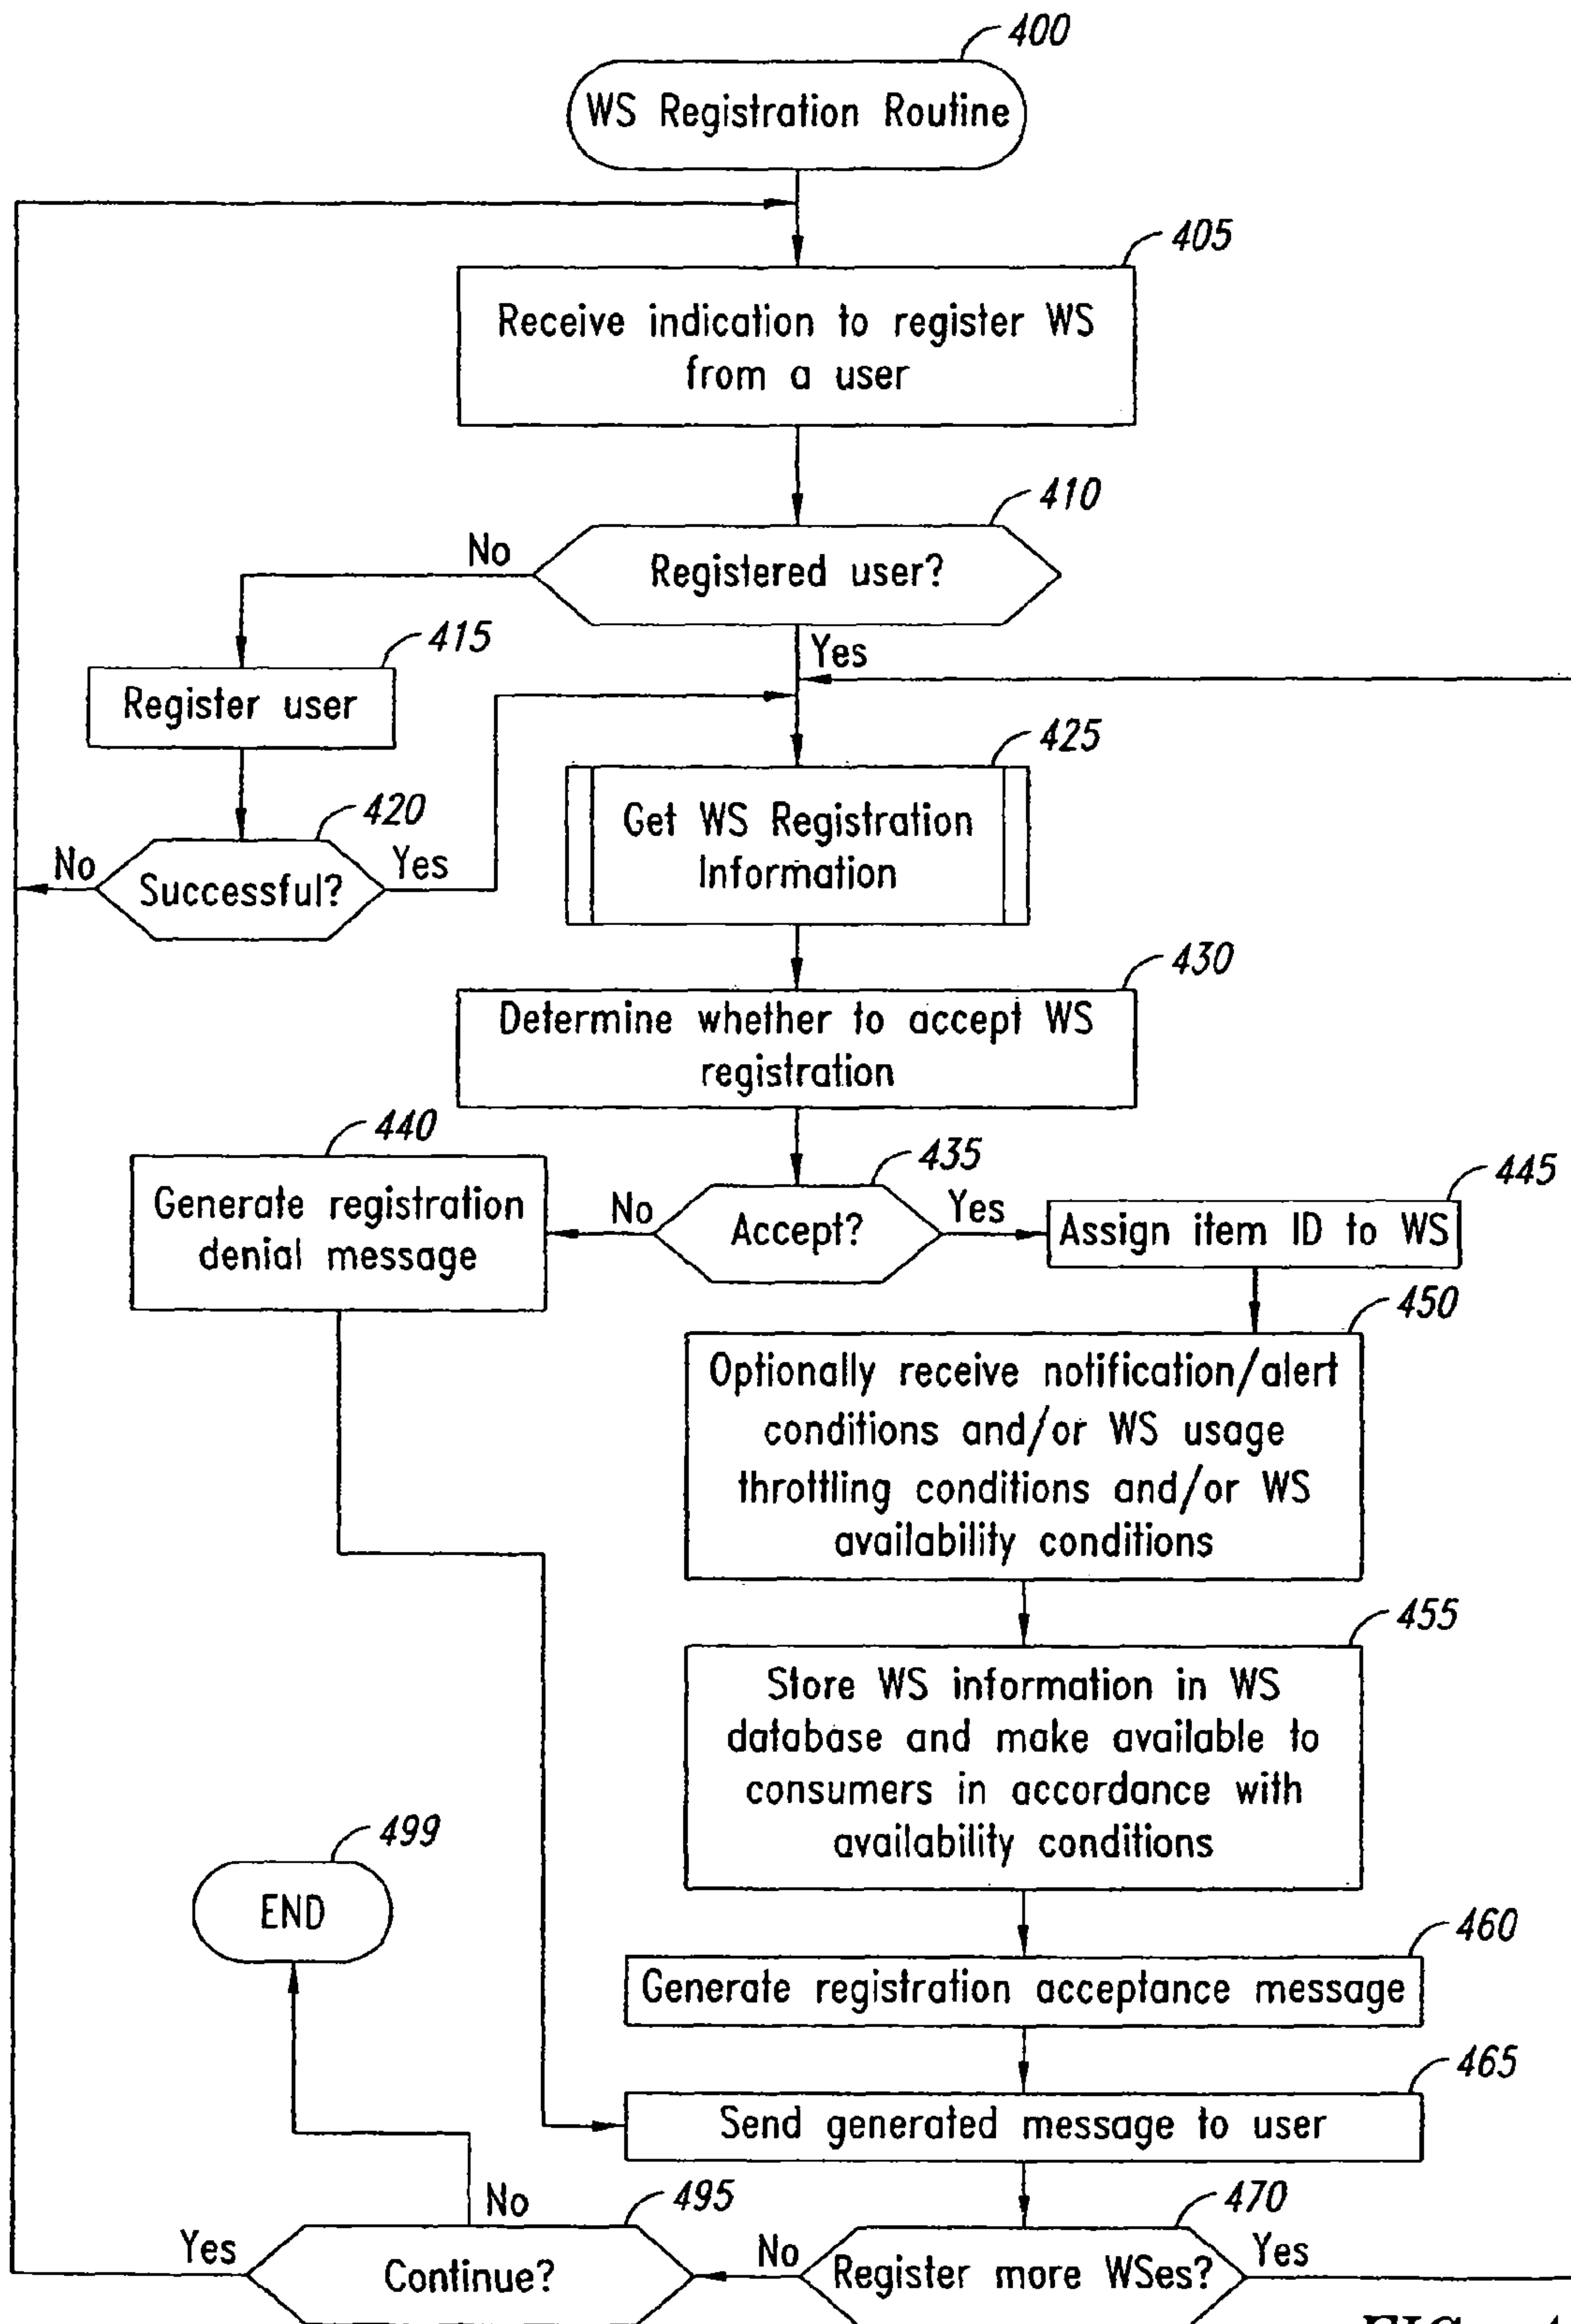 400
WS Registration Routine
405
Receive indication to register WS
from a user
410
No
Registered user?
Yes
415
Register user
425
Get WS Registration
Information
420
No
Successful?
Yes
430
Determine whether to accept WS
registration
440
Generate registration
denial message
435
No
Accept?
Yes
445
Assign item ID to WS
450
Optionally receive notification/alert
conditions and/or WS usage
throttling conditions and/or WS
availability conditions
455
Store WS information in WS
database and make available to
consumers in accordance with
availability conditions
499
END
460
Generate registration acceptance message
465
Send generated message to user
No
495
470
Yes
Continue?
No
Register more WSes?
Yes